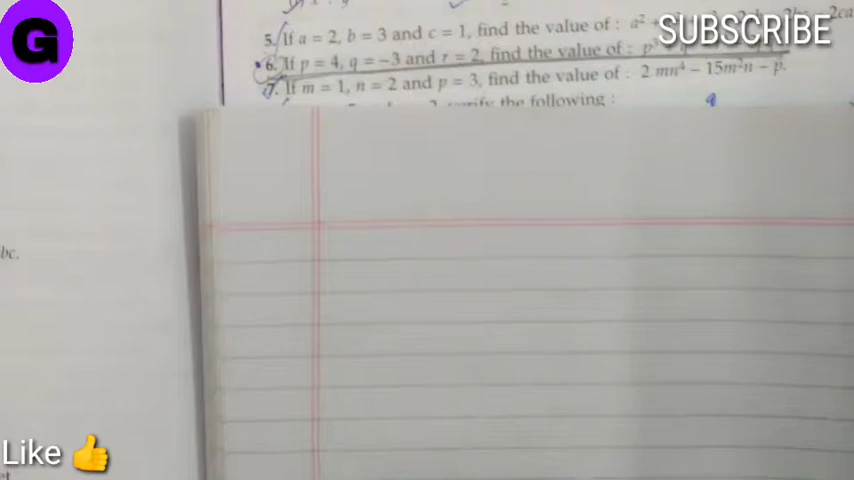 G
SUBSCRIBE
5. If a = 2, b = 3 and c = 1, find the value of : a² + 2ca
6. If p = 4, q = −3 and r = 2, find the value of : p³ +
7. If m = 1, n = 2 and p = 3, find the value of : 2 mn⁴ − 15m²n − p.
verify the following :
bc.
Like 👍
et